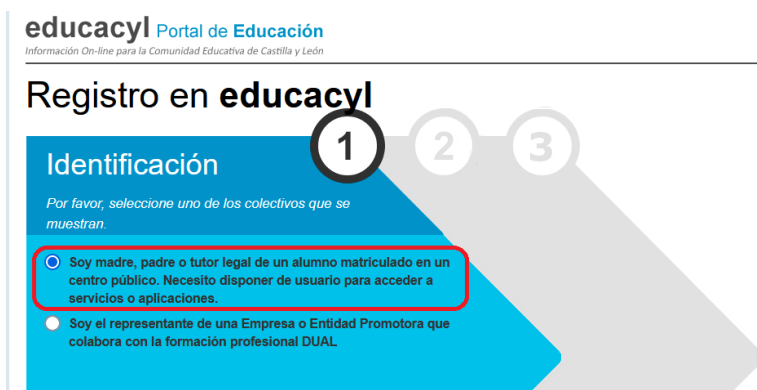 educacyl Portal de Educación
Información On-line para la Comunidad Educativa de Castilla y León
Registro en educacyl
1
2
3
Identificación
Por favor, seleccione uno de los colectivos que se
muestran.
Soy madre, padre o tutor legal de un alumno matriculado en un
centro público. Necesito disponer de usuario para acceder a
servicios o aplicaciones.
Soy el representante de una Empresa o Entidad Promotora que
colabora con la formación profesional DUAL